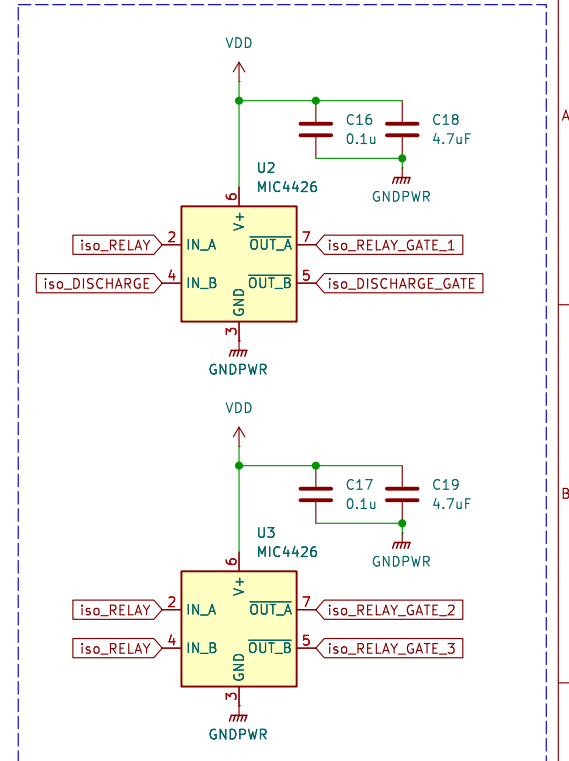 VDD
C16
0.1u
C18
4.7uF
GNDPWR
U2
MIC4426
6
V+
iso_RELAY
2
IN_A
OUT_A
7
iso_RELAY_GATE_1
iso_DISCHARGE
4
IN_B
OUT_B
5
iso_DISCHARGE_GATE
GND
3
GNDPWR
A
VDD
C17
0.1u
C19
4.7uF
GNDPWR
B
U3
MIC4426
6
V+
iso_RELAY
2
IN_A
OUT_A
7
iso_RELAY_GATE_2
iso_RELAY
4
IN_B
OUT_B
5
iso_RELAY_GATE_3
GND
3
GNDPWR